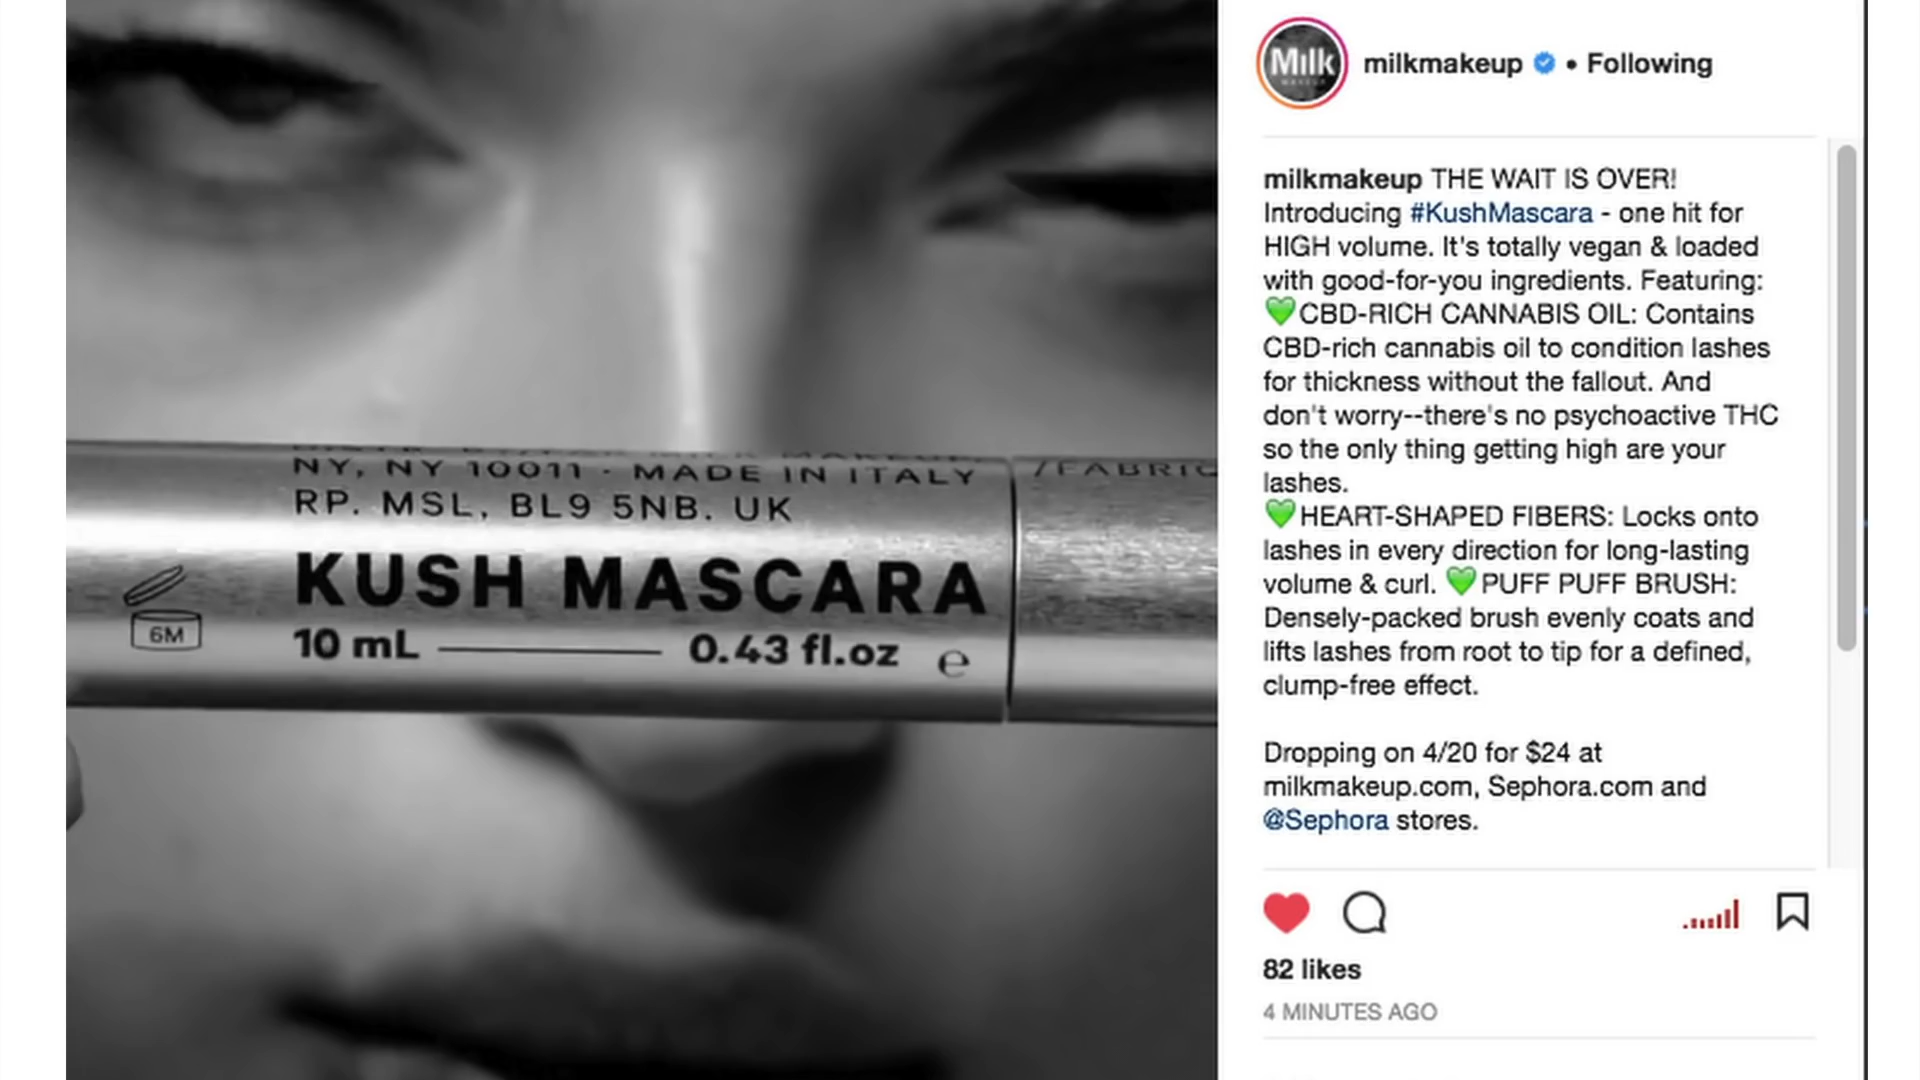 NY, NY 10011 · MADE IN ITALY
RP. MSL, BL9 5NB. UK
KUSH MASCARA
10 mL
0.43 fl.oz e
6M
/FABRIC
Milk
milkmakeup • Following
milkmakeup THE WAIT IS OVER!
Introducing #KushMascara - one hit for
HIGH volume. It's totally vegan & loaded
with good-for-you ingredients. Featuring:
💚CBD-RICH CANNABIS OIL: Contains
CBD-rich cannabis oil to condition lashes
for thickness without the fallout. And
don't worry--there's no psychoactive THC
so the only thing getting high are your
lashes.
💚HEART-SHAPED FIBERS: Locks onto
lashes in every direction for long-lasting
volume & curl. 💚PUFF PUFF BRUSH:
Densely-packed brush evenly coats and
lifts lashes from root to tip for a defined,
clump-free effect.
Dropping on 4/20 for $24 at
milkmakeup.com, Sephora.com and
@Sephora stores.
82 likes
4 MINUTES AGO